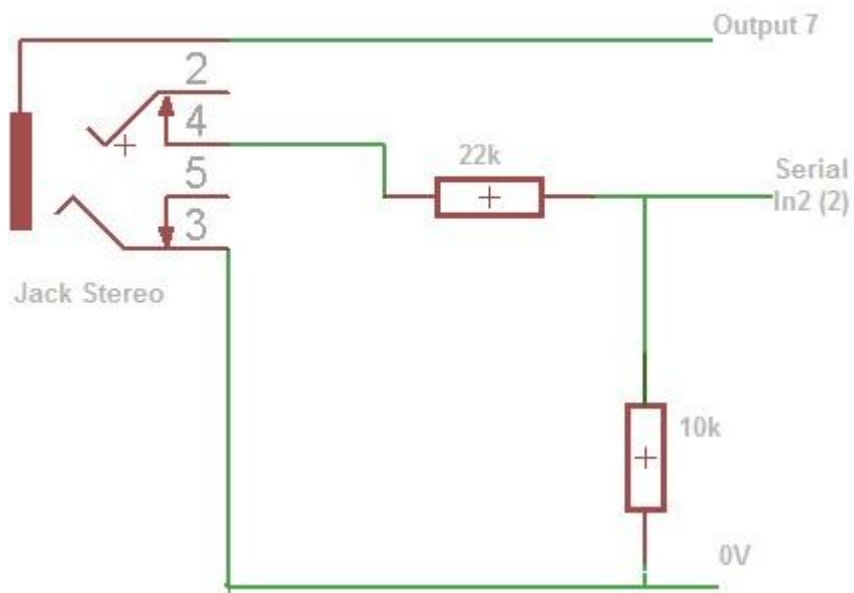 Output 7
2
4
22k
5
Serial
In2 (2)
3
Jack Stereo
10k
0V